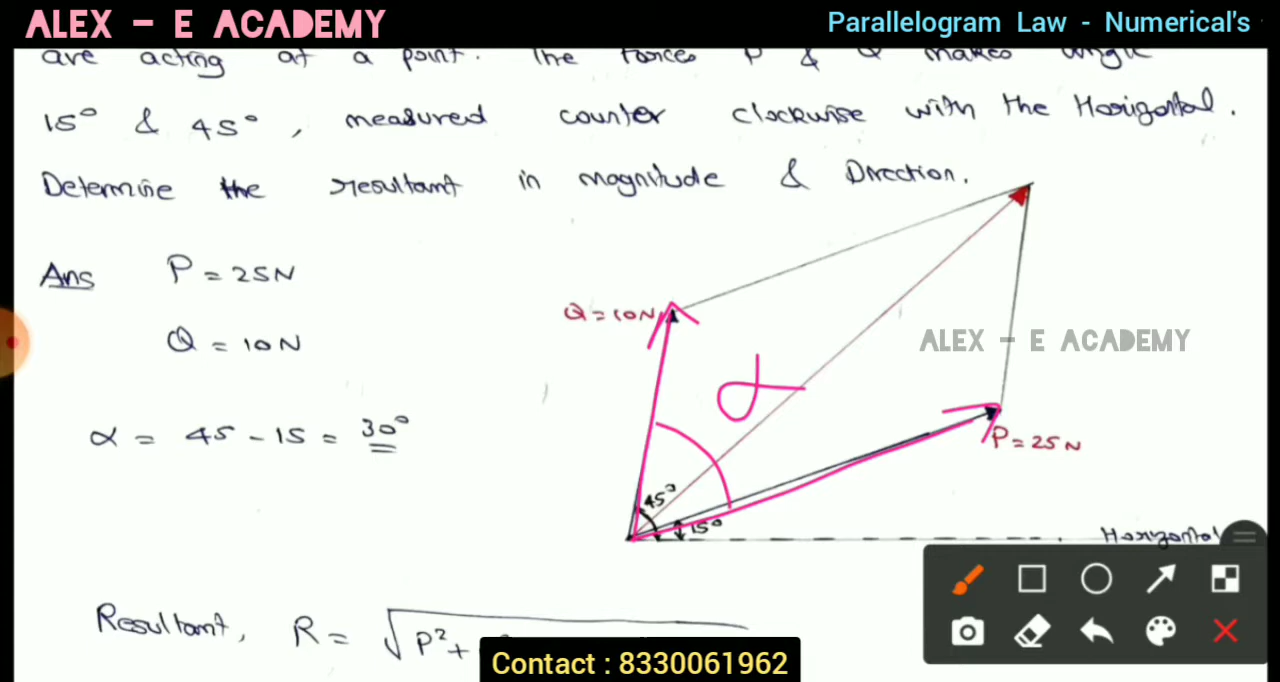 ALEX - E ACADEMY
Parallelogram Law - Numerical's
are acting at a point. The forces P & Q makes angle
15° & 45°, measured counter clockwise with the Horizontal.
Determine the resultant in magnitude & Direction.
Ans P = 25N
Q = 10N
α = 45 - 15 = 30°
Q = 10N
α
ALEX - E ACADEMY
P = 25N
45°
15°
Horizontal
Resultant, R = √P² +
Contact : 8330061962